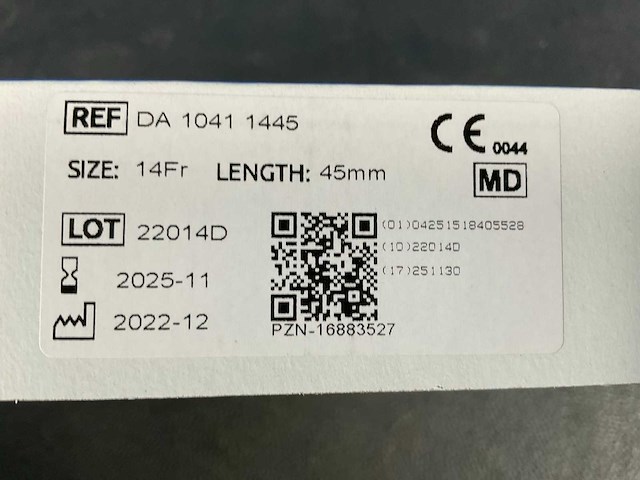 REF DA 1041 1445
CE 0044
SIZE: 14Fr LENGTH: 45mm
MD
LOT 22014D
(01)04251518405528
(10)22014D
(17)251130
2025-11
2022-12
PZN-16883527